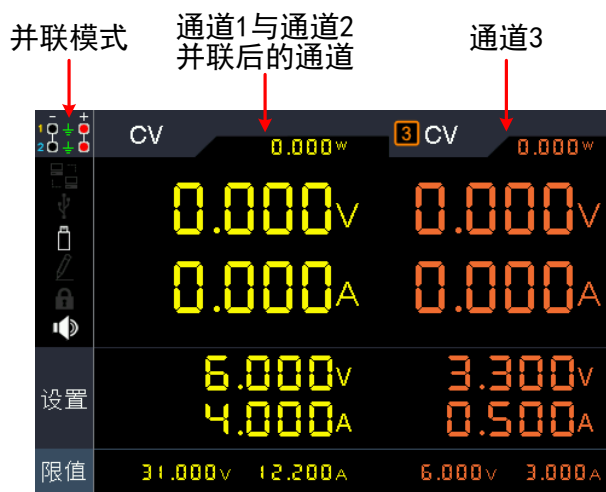 并联模式
通道1与通道2
并联后的通道
通道3
- +
1
2
CV
0.000W
3 CV
0.000W
0.000V
0.000V
0.000A
0.000A
设置
6.000V
3.300V
4.000A
0.500A
限值
31.000V
12.200A
6.000V
3.000A